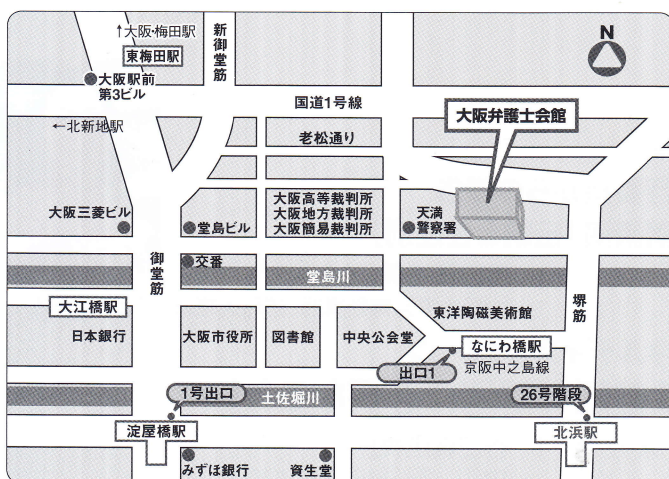 ↑大阪・梅田駅
東梅田駅
大阪駅前
第3ビル
新御堂筋
N
国道1号線
←北新地駅
老松通り
大阪弁護士会館
大阪三菱ビル
堂島ビル
大阪高等裁判所
大阪地方裁判所
大阪簡易裁判所
天満
警察署
御堂筋
交番
堂島川
堺筋
大江橋駅
日本銀行
大阪市役所
図書館
中央公会堂
東洋陶磁美術館
なにわ橋駅
京阪中之島線
出口1
1号出口
土佐堀川
26号階段
淀屋橋駅
北浜駅
みずほ銀行
資生堂